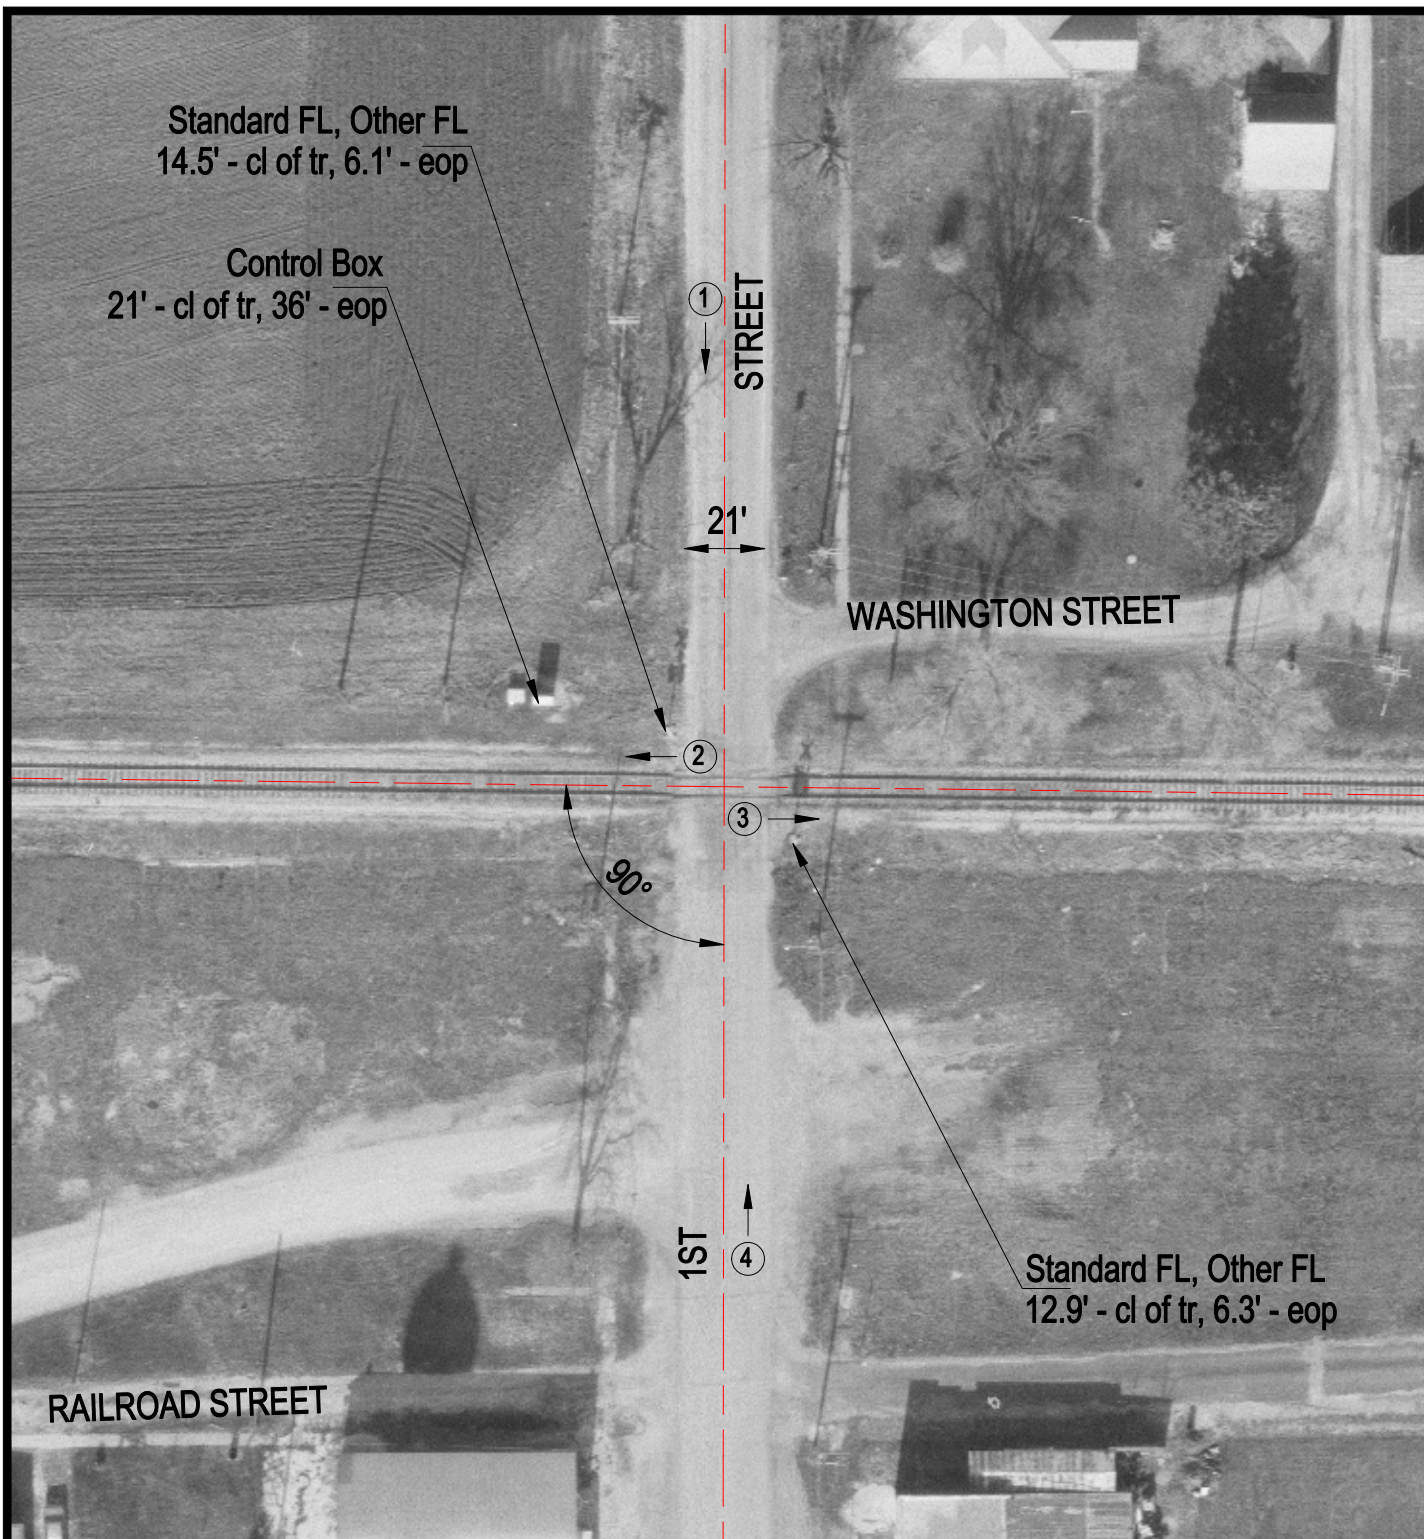 Standard FL, Other FL
14.5' - cl of tr, 6.1' - eop
Control Box
21' - cl of tr, 36' - eop
1
STREET
21'
WASHINGTON STREET
2
3
90°
1ST
4
Standard FL, Other FL
12.9' - cl of tr, 6.3' - eop
RAILROAD STREET